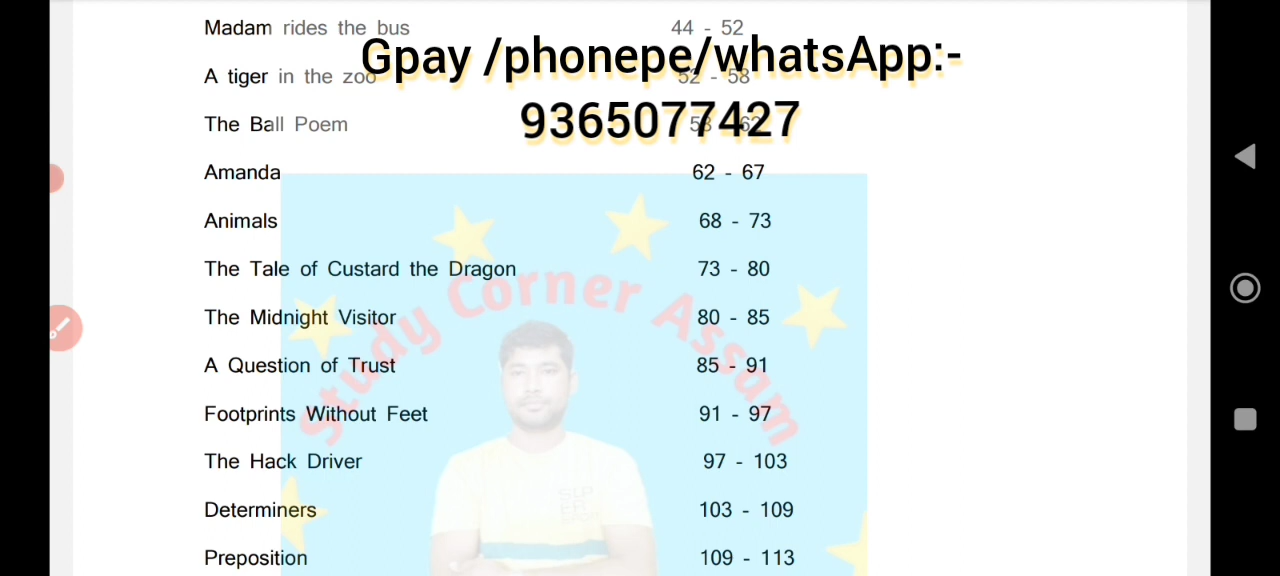 Madam rides the bus 44 - 52
Gpay /phonepe/whatsApp:-
A tiger in the zoo 52 - 58
9365077427
The Ball Poem 58 - 62
Amanda 62 - 67
Animals 68 - 73
The Tale of Custard the Dragon 73 - 80
The Midnight Visitor 80 - 85
A Question of Trust 85 - 91
Footprints Without Feet 91 - 97
The Hack Driver 97 - 103
Determiners 103 - 109
Preposition 109 - 113
Study Corner Assam